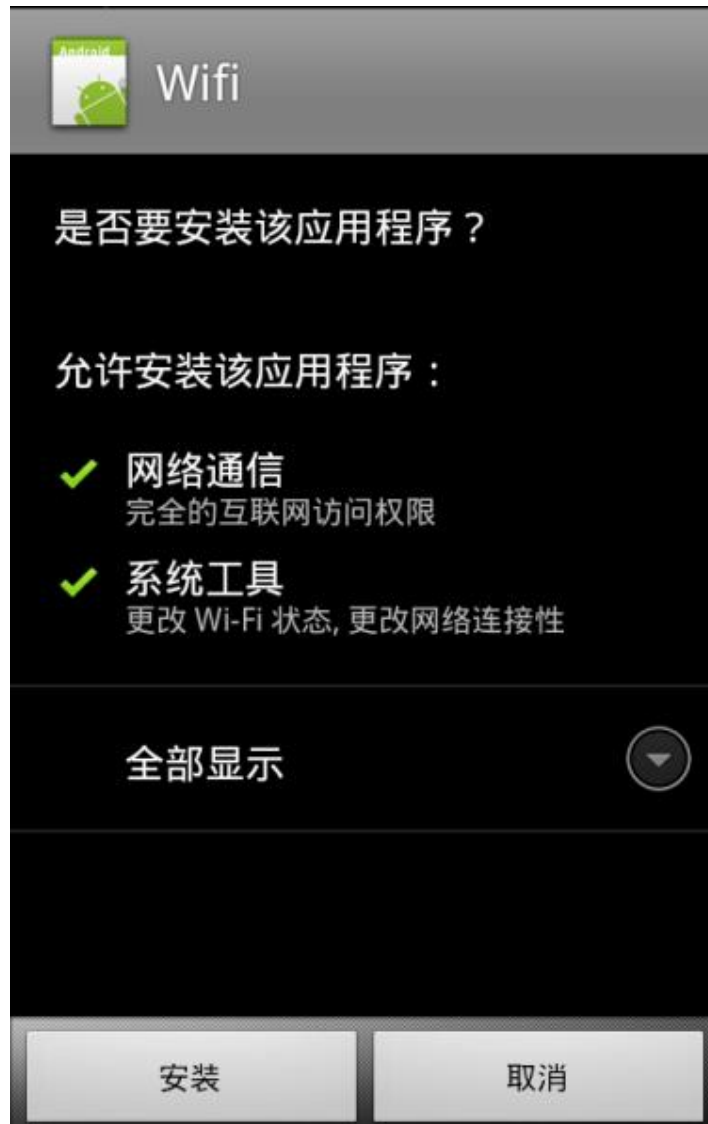 Android
Wifi
是否要安装该应用程序？
允许安装该应用程序：
网络通信
完全的互联网访问权限
系统工具
更改 Wi-Fi 状态, 更改网络连接性
全部显示
安装
取消